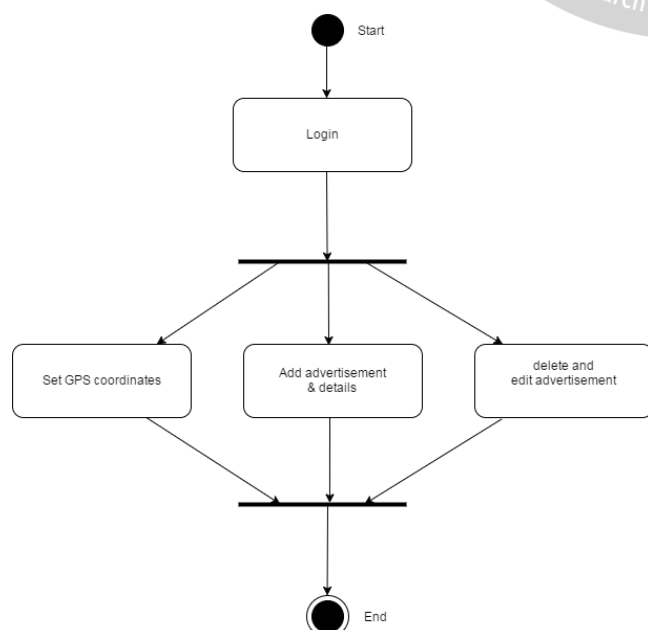 Start
Login
Set GPS coordinates
Add advertisement
& details
delete and
edit advertisement
End